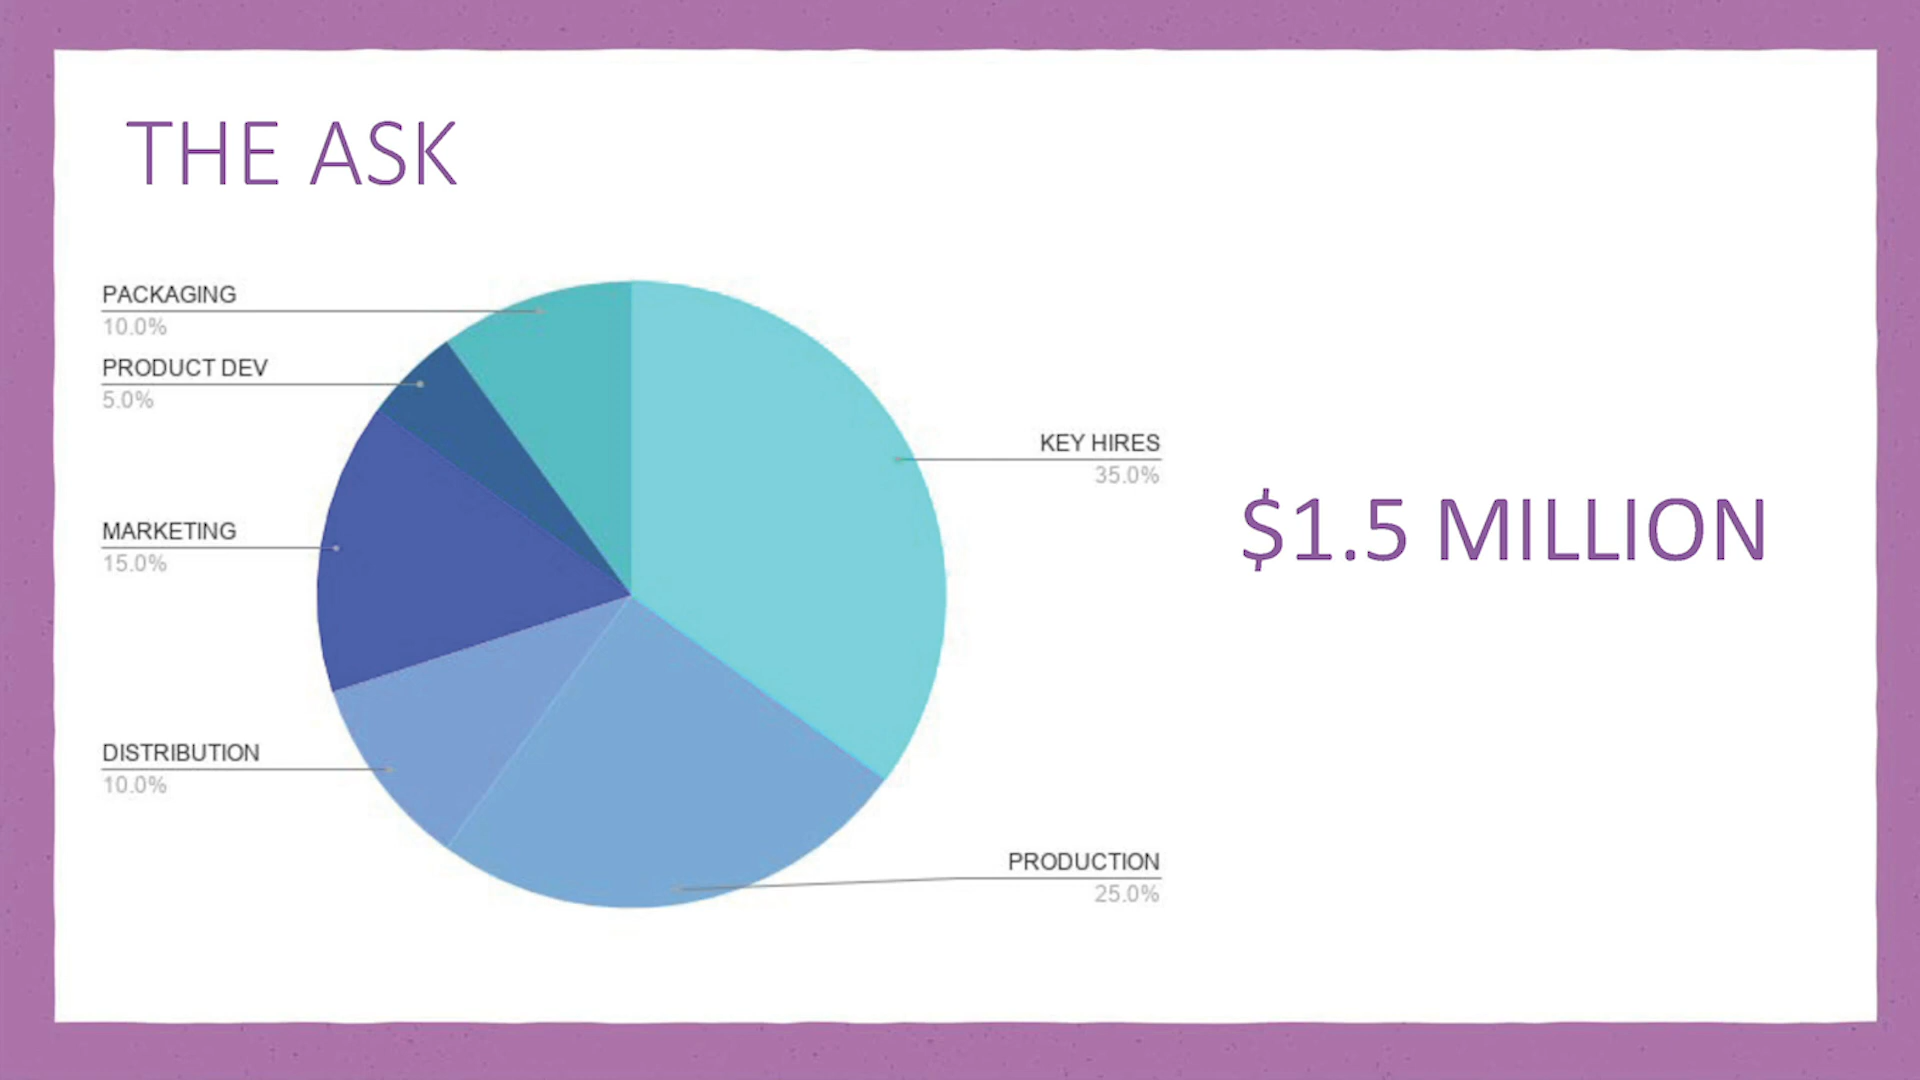 THE ASK
PACKAGING
10.0%
PRODUCT DEV
5.0%
MARKETING
15.0%
DISTRIBUTION
10.0%
KEY HIRES
35.0%
PRODUCTION
25.0%
$1.5 MILLION